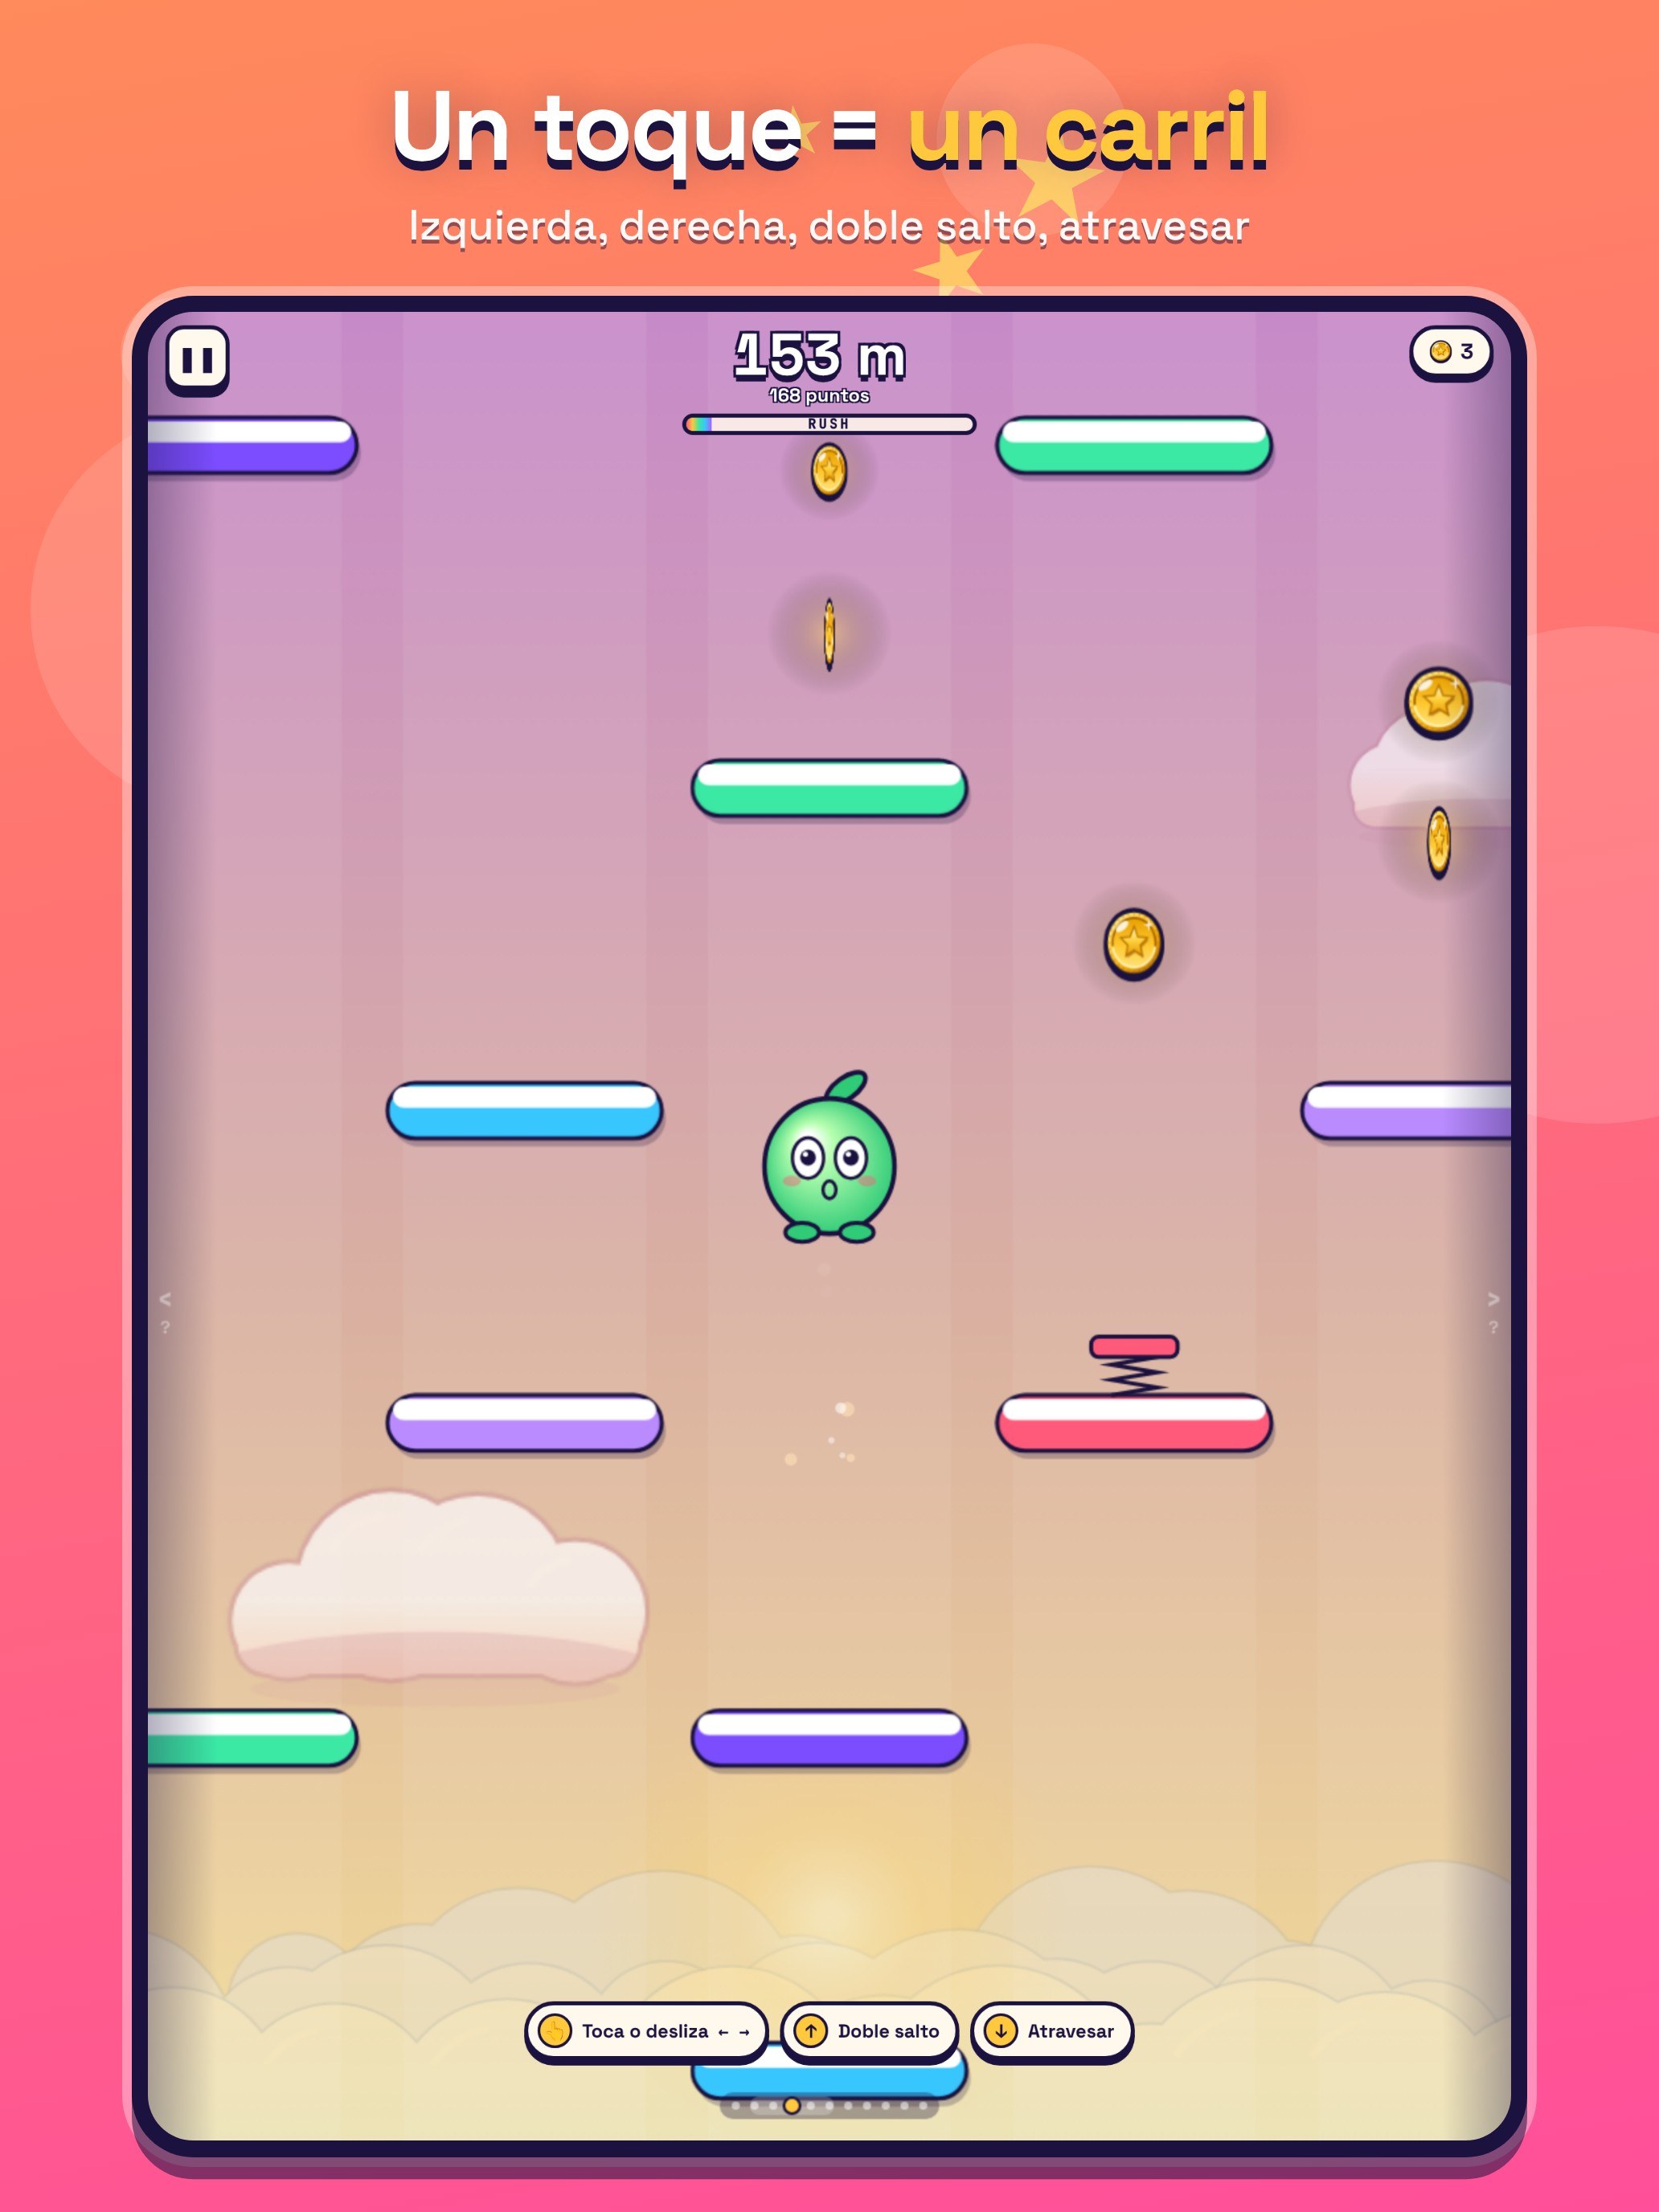 Un toque = un carril
Izquierda, derecha, doble salto, atravesar
153 m
3
168 puntos
RUSH
<
?
>
?
Toca o desliza ← →
↑ Doble salto
↓ Atravesar